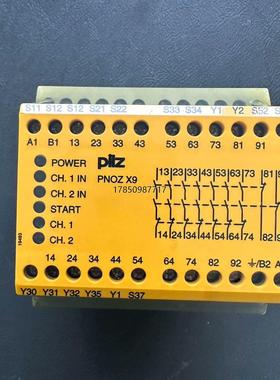 S11 S12 S12 S21 S22 S33 S34 Y1 Y2 S52
A1 B1 13 23 33 43 53 63 71 81 91
POWER
CH. 1 IN
CH. 2 IN
START
CH. 1
CH. 2
pilz
PNOZ X9
17850987717
13 23 33 43 53 63 73 81
14 24 34 44 54 64 74 82
14 24 34 44 54 64 74 82 92 /B2 A
Y30 Y31 Y32 Y35 Y1 S37